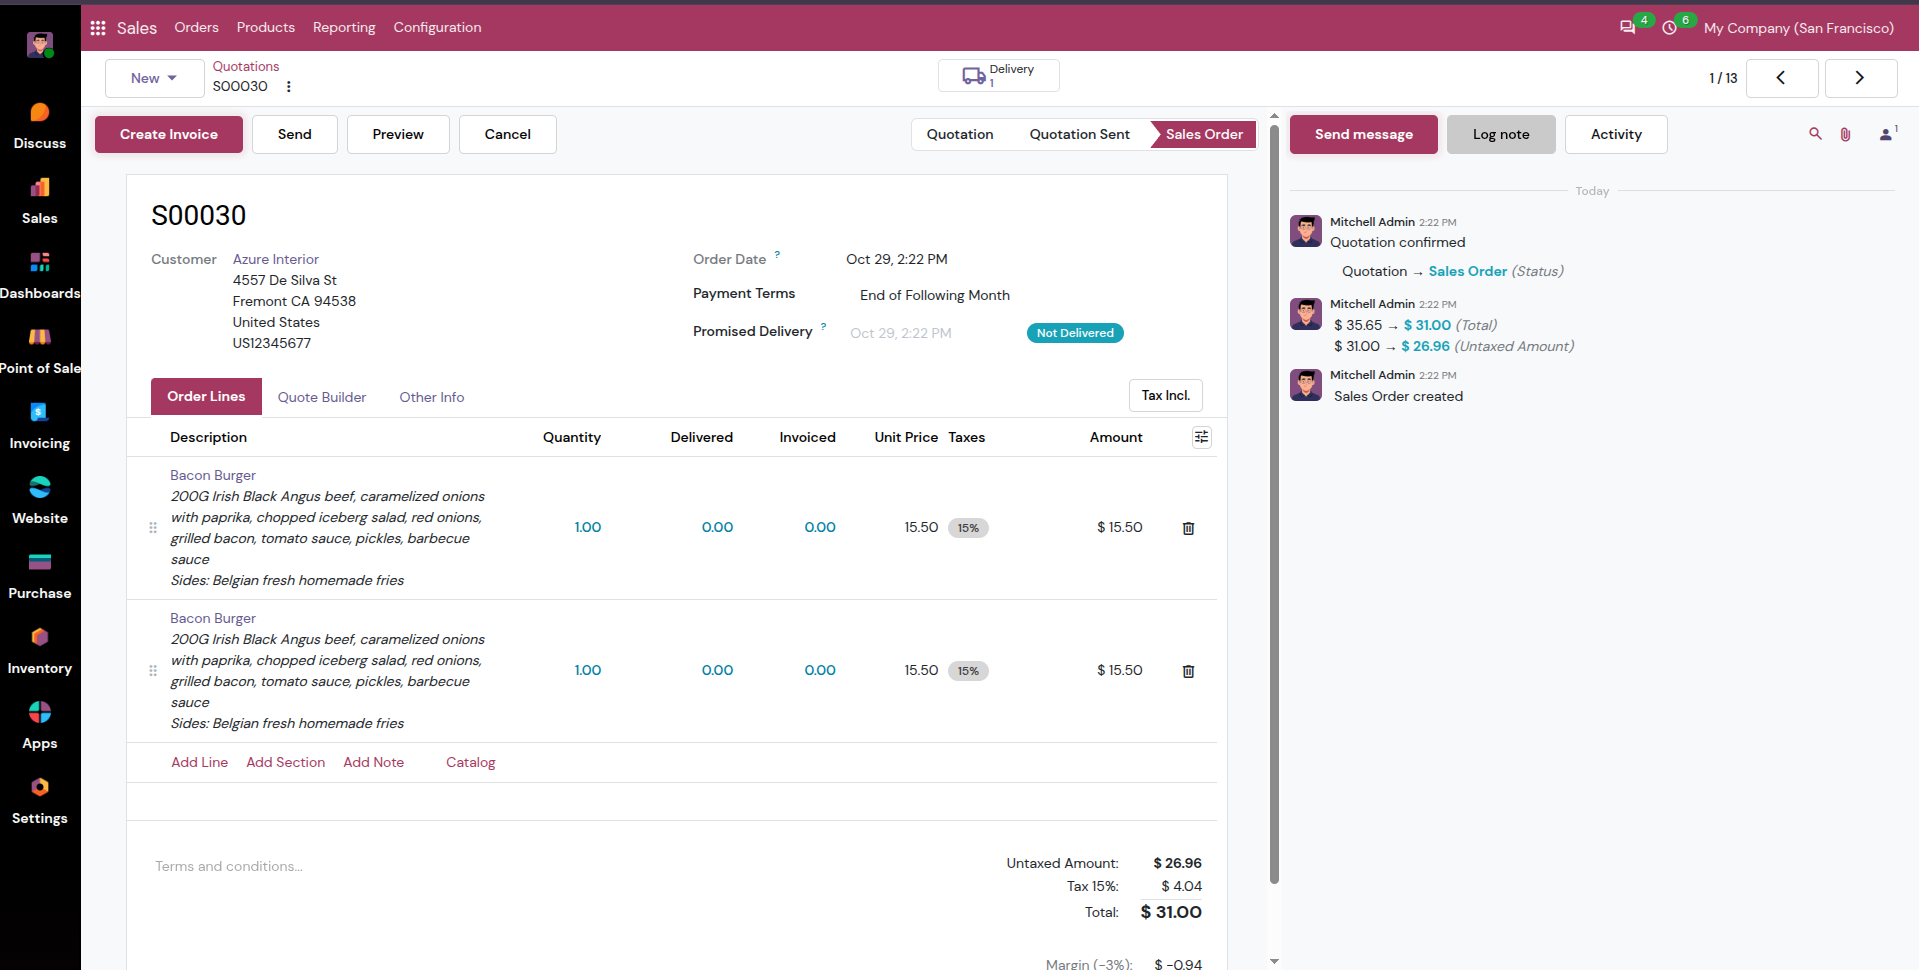 Sales
Orders
Products
Reporting
Configuration
4
6
My Company (San Francisco)
New
Quotations
S00030
Delivery
1
1 / 13
Discuss
Sales
Dashboards
Point of Sale
Invoicing
Website
Purchase
Inventory
Apps
Settings
Create Invoice
Send
Preview
Cancel
Quotation
Quotation Sent
Sales Order
S00030
Customer
Azure Interior
4557 De Silva St
Fremont CA 94538
United States
US12345677
Order Date ?
Oct 29, 2:22 PM
Payment Terms
End of Following Month
Promised Delivery ?
Oct 29, 2:22 PM
Not Delivered
Order Lines
Quote Builder
Other Info
Tax Incl.
Description Quantity Delivered Invoiced Unit Price Taxes Amount
Bacon Burger
200G Irish Black Angus beef, caramelized onions
with paprika, chopped iceberg salad, red onions,
grilled bacon, tomato sauce, pickles, barbecue
sauce
Sides: Belgian fresh homemade fries
1.00 0.00 0.00 15.50 15% $ 15.50
Bacon Burger
200G Irish Black Angus beef, caramelized onions
with paprika, chopped iceberg salad, red onions,
grilled bacon, tomato sauce, pickles, barbecue
sauce
Sides: Belgian fresh homemade fries
1.00 0.00 0.00 15.50 15% $ 15.50
Add Line
Add Section
Add Note
Catalog
Terms and conditions...
Untaxed Amount: $ 26.96
Tax 15%: $ 4.04
Total: $ 31.00
Margin (-3%): $ -0.94
Send message
Log note
Activity
1
Today
Mitchell Admin 2:22 PM
Quotation confirmed
Quotation → Sales Order (Status)
Mitchell Admin 2:22 PM
$ 35.65 → $ 31.00 (Total)
$ 31.00 → $ 26.96 (Untaxed Amount)
Mitchell Admin 2:22 PM
Sales Order created